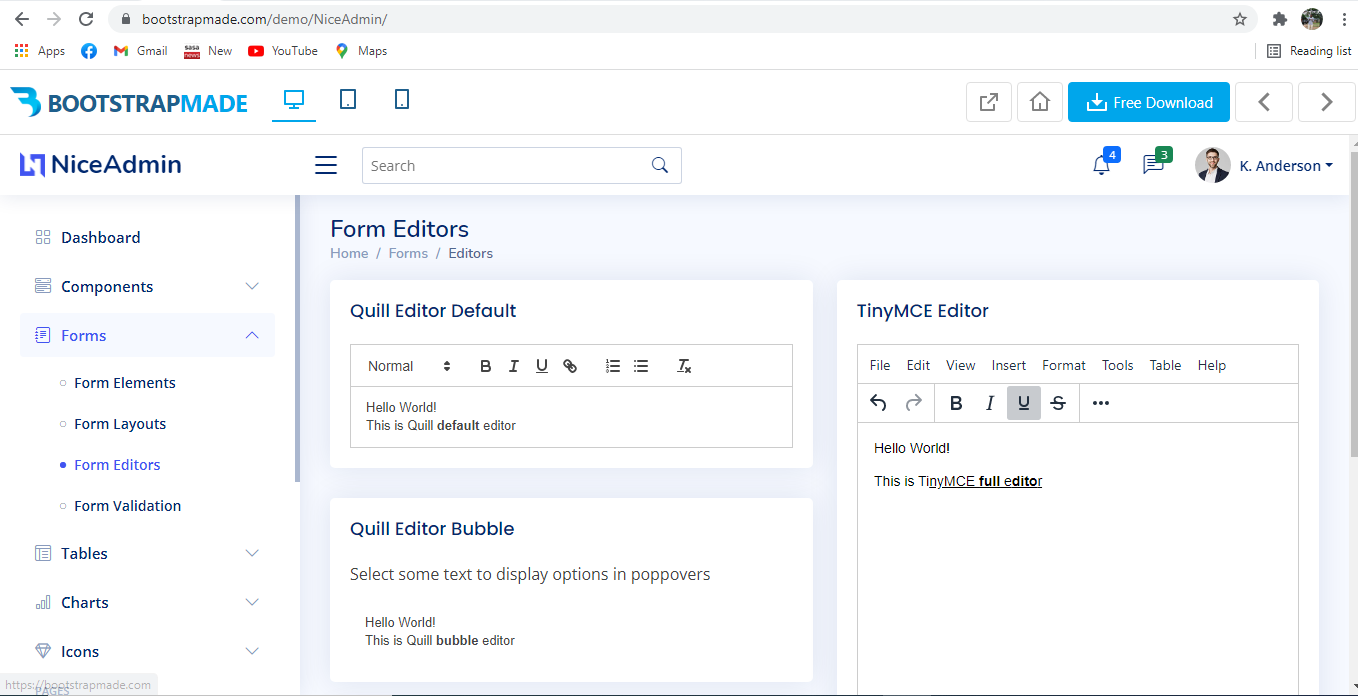 bootstrapmade.com/demo/NiceAdmin/
Apps Gmail sasa news New YouTube Maps Reading list
BOOTSTRAPMADE Free Download
NiceAdmin Search 4 3 K. Anderson
Dashboard
Components
Forms
Form Elements
Form Layouts
Form Editors
Form Validation
Tables
Charts
Icons
PAGES
https://bootstrapmade.com
Form Editors
Home / Forms / Editors
Quill Editor Default
Normal B I U Tx
Hello World!
This is Quill default editor
Quill Editor Bubble
Select some text to display options in poppovers
Hello World!
This is Quill bubble editor
TinyMCE Editor
File Edit View Insert Format Tools Table Help
B I U S
Hello World!
This is TinyMCE full editor